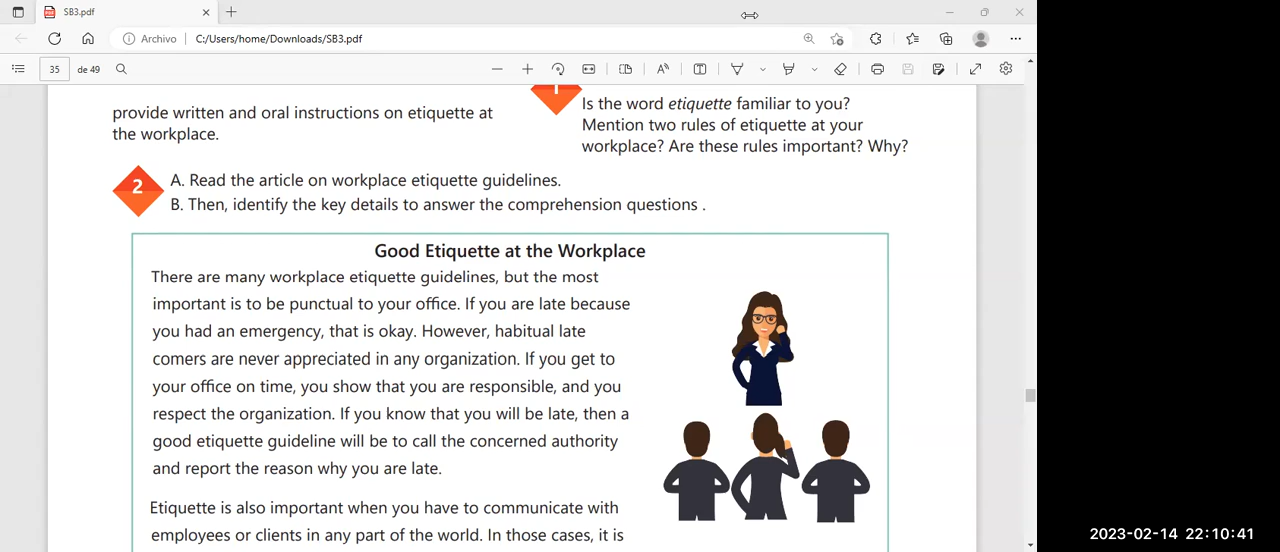 SB3.pdf
Archivo C:/Users/home/Downloads/SB3.pdf
35 de 49
provide written and oral instructions on etiquette at
the workplace.
1
Is the word etiquette familiar to you?
Mention two rules of etiquette at your
workplace? Are these rules important? Why?
2
A. Read the article on workplace etiquette guidelines.
B. Then, identify the key details to answer the comprehension questions .
Good Etiquette at the Workplace
There are many workplace etiquette guidelines, but the most
important is to be punctual to your office. If you are late because
you had an emergency, that is okay. However, habitual late
comers are never appreciated in any organization. If you get to
your office on time, you show that you are responsible, and you
respect the organization. If you know that you will be late, then a
good etiquette guideline will be to call the concerned authority
and report the reason why you are late.
Etiquette is also important when you have to communicate with
employees or clients in any part of the world. In those cases, it is
2023-02-14 22:10:41